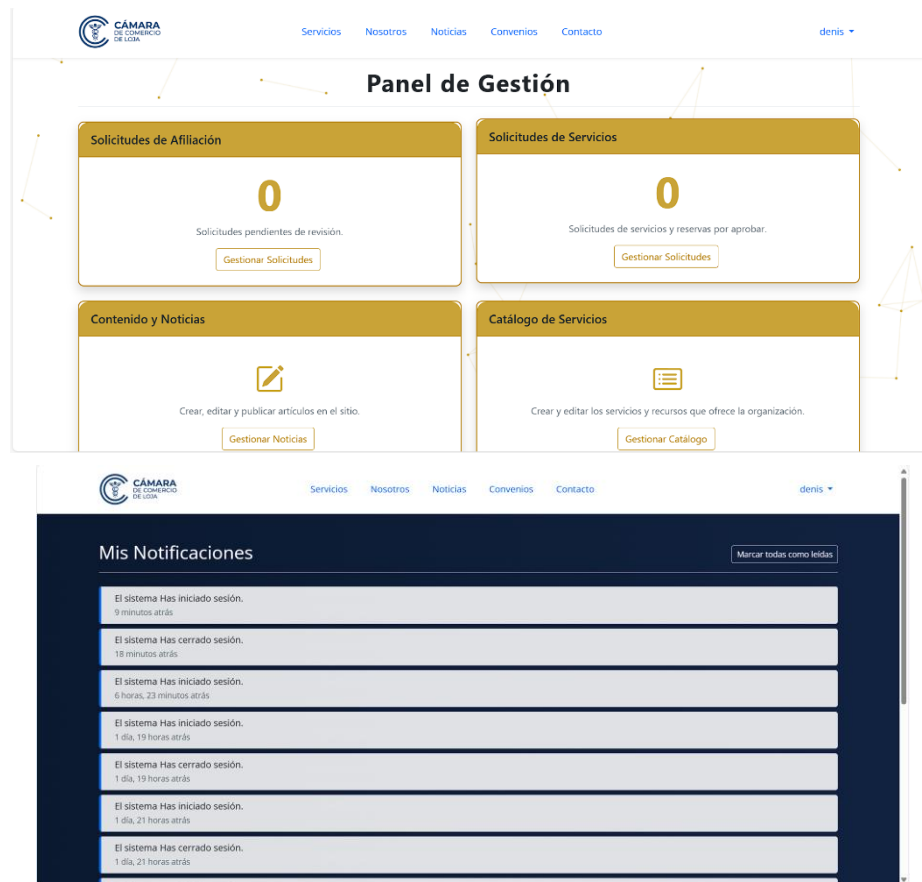 CÁMARA
DE COMERCIO
DE LOJA
Servicios Nosotros Noticias Convenios Contacto denis
Panel de Gestión
Solicitudes de Afiliación
0
Solicitudes pendientes de revisión.
Gestionar Solicitudes
Solicitudes de Servicios
0
Solicitudes de servicios y reservas por aprobar.
Gestionar Solicitudes
Contenido y Noticias
Crear, editar y publicar artículos en el sitio.
Gestionar Noticias
Catálogo de Servicios
Crear y editar los servicios y recursos que ofrece la organización.
Gestionar Catálogo
CÁMARA
DE COMERCIO
DE LOJA
Servicios Nosotros Noticias Convenios Contacto denis
Mis Notificaciones
Marcar todas como leídas
El sistema Has iniciado sesión.
9 minutos atrás
El sistema Has cerrado sesión.
18 minutos atrás
El sistema Has iniciado sesión.
6 horas, 23 minutos atrás
El sistema Has iniciado sesión.
1 día, 19 horas atrás
El sistema Has cerrado sesión.
1 día, 19 horas atrás
El sistema Has iniciado sesión.
1 día, 21 horas atrás
El sistema Has cerrado sesión.
1 día, 21 horas atrás